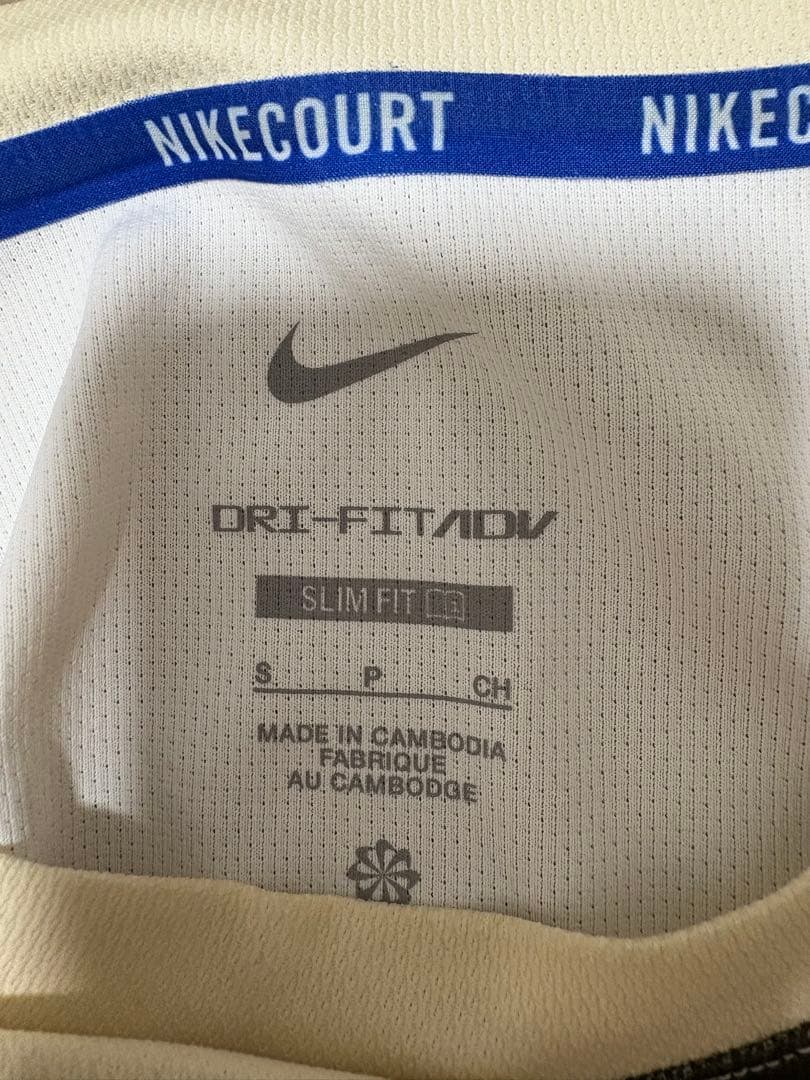 NIKECOURT NIKEC
DRI-FIT ADV
SLIM FIT
S P CH
MADE IN CAMBODIA
FABRIQUE
AU CAMBODGE